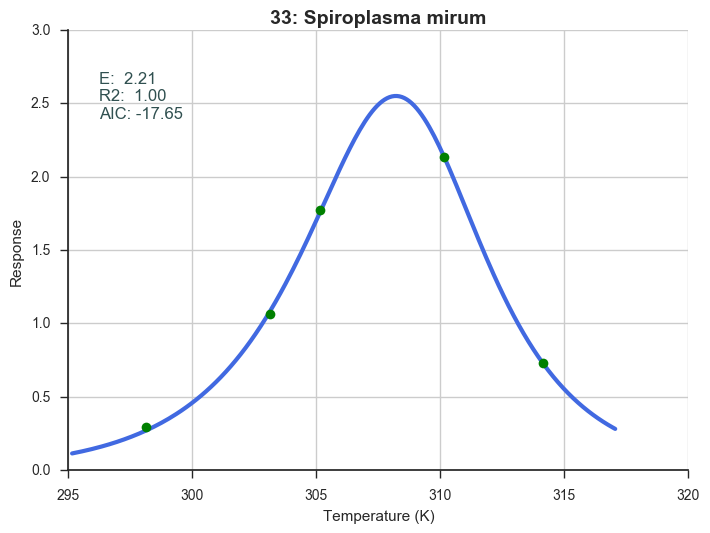 33: Spiroplasma mirum
3.0
E:  2.21
R2:  1.00
AIC: -17.65
2.5
2.0
1.5
1.0
0.5
0.0
Response
295 300 305 310 315 320
Temperature (K)